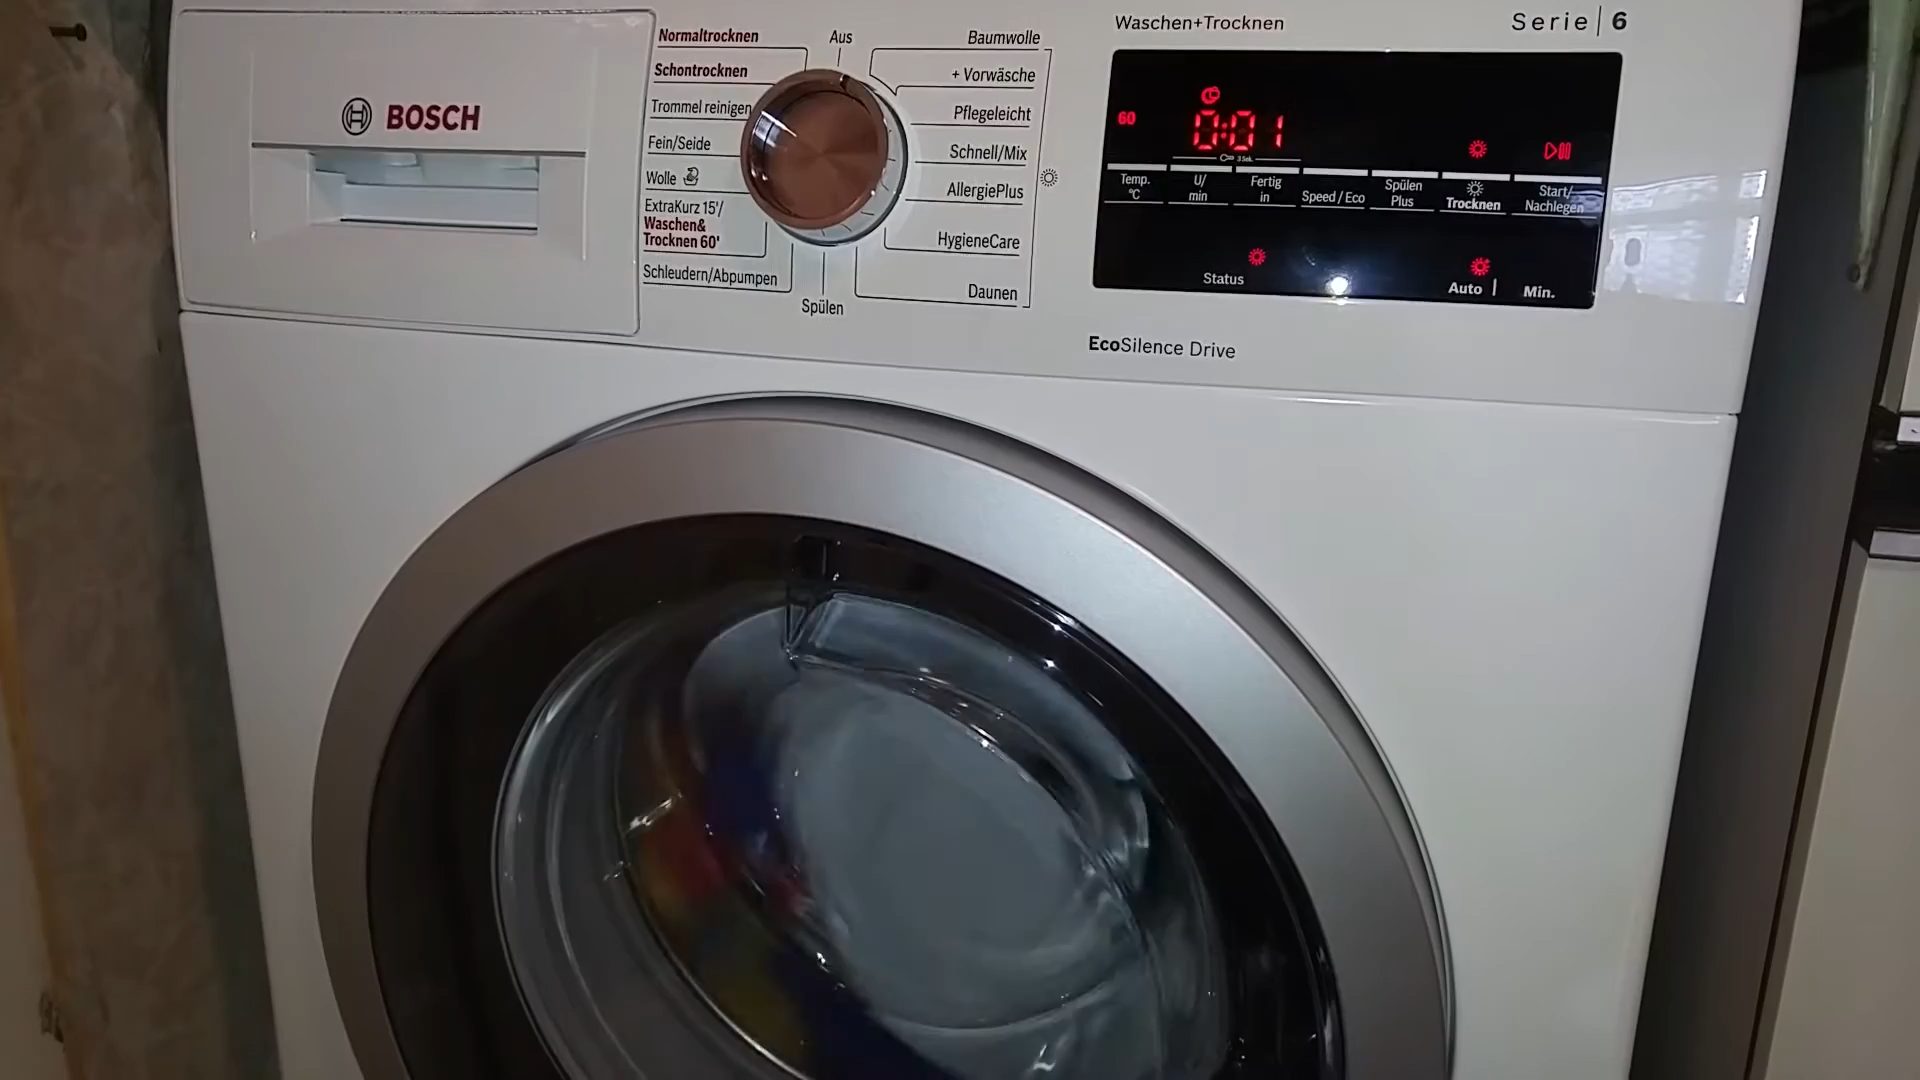 BOSCH
Normaltrocknen
Schontrocknen
Trommel reinigen
Fein/Seide
Wolle
ExtraKurz 15'/
Waschen&
Trocknen 60'
Schleudern/Abpumpen
Aus
Spülen
Baumwolle
+ Vorwäsche
Pflegeleicht
Schnell/Mix
AllergiePlus
HygieneCare
Daunen
Waschen+Trocknen
Serie | 6
60
0:01
3 Sek.
Temp.
°C
U/
min
Fertig
in
Speed / Eco
Spülen
Plus
Trocknen
Start/
Nachlegen
Status
Auto
Min.
EcoSilence Drive